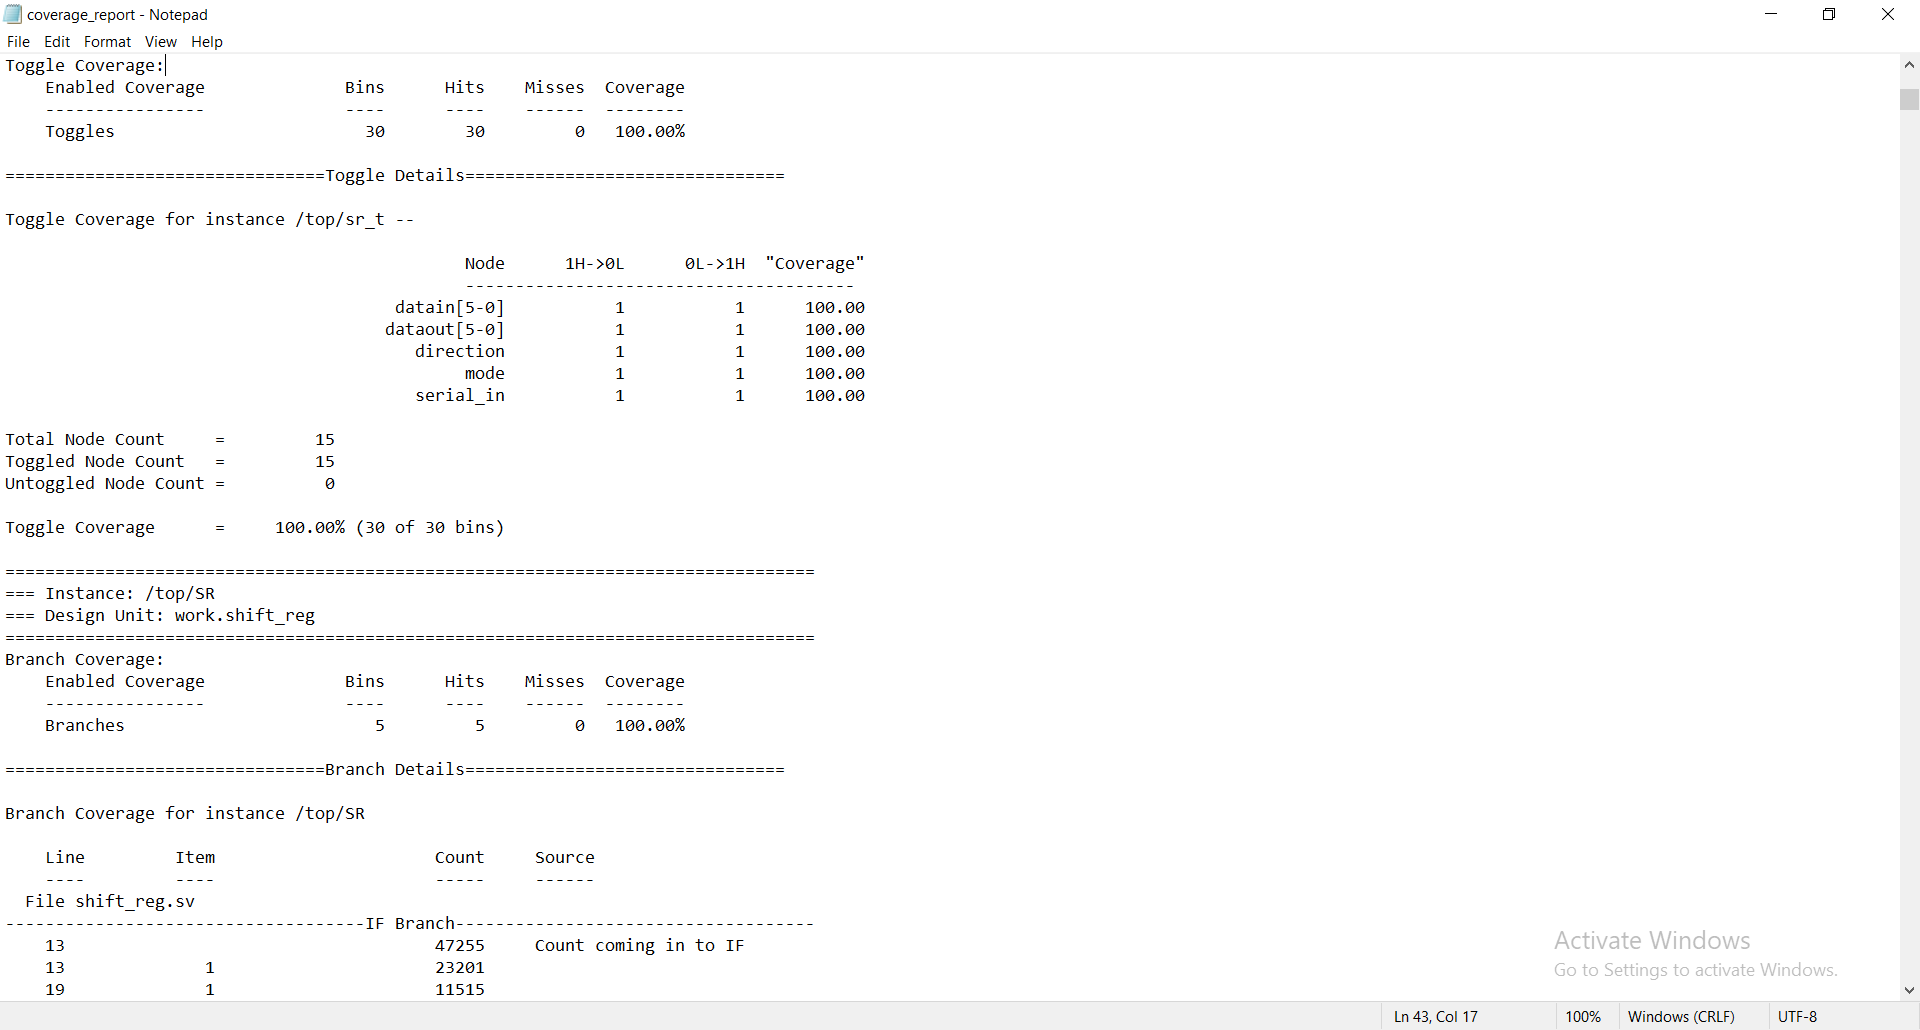 coverage_report - Notepad
File Edit Format View Help
Toggle Coverage:
    Enabled Coverage              Bins      Hits    Misses  Coverage
    ----------------              ----      ----    ------  --------
    Toggles                         30        30         0   100.00%
================================Toggle Details================================
Toggle Coverage for instance /top/sr_t --
                                              Node      1H->0L      0L->1H  "Coverage"
                                              ---------------------------------------
                                       datain[5-0]           1           1      100.00
                                      dataout[5-0]           1           1      100.00
                                         direction           1           1      100.00
                                              mode           1           1      100.00
                                         serial_in           1           1      100.00
Total Node Count     =         15
Toggled Node Count   =         15
Untoggled Node Count =          0
Toggle Coverage      =     100.00% (30 of 30 bins)
=================================================================================
=== Instance: /top/SR
=== Design Unit: work.shift_reg
=================================================================================
Branch Coverage:
    Enabled Coverage              Bins      Hits    Misses  Coverage
    ----------------              ----      ----    ------  --------
    Branches                         5         5         0   100.00%
================================Branch Details================================
Branch Coverage for instance /top/SR
    Line         Item                      Count     Source
    ----         ----                      -----     ------
  File shift_reg.sv
------------------------------------IF Branch------------------------------------
    13                                     47255     Count coming in to IF
    13              1                      23201
    19              1                      11515
Activate Windows
Go to Settings to activate Windows.
Ln 43, Col 17 100% Windows (CRLF) UTF-8